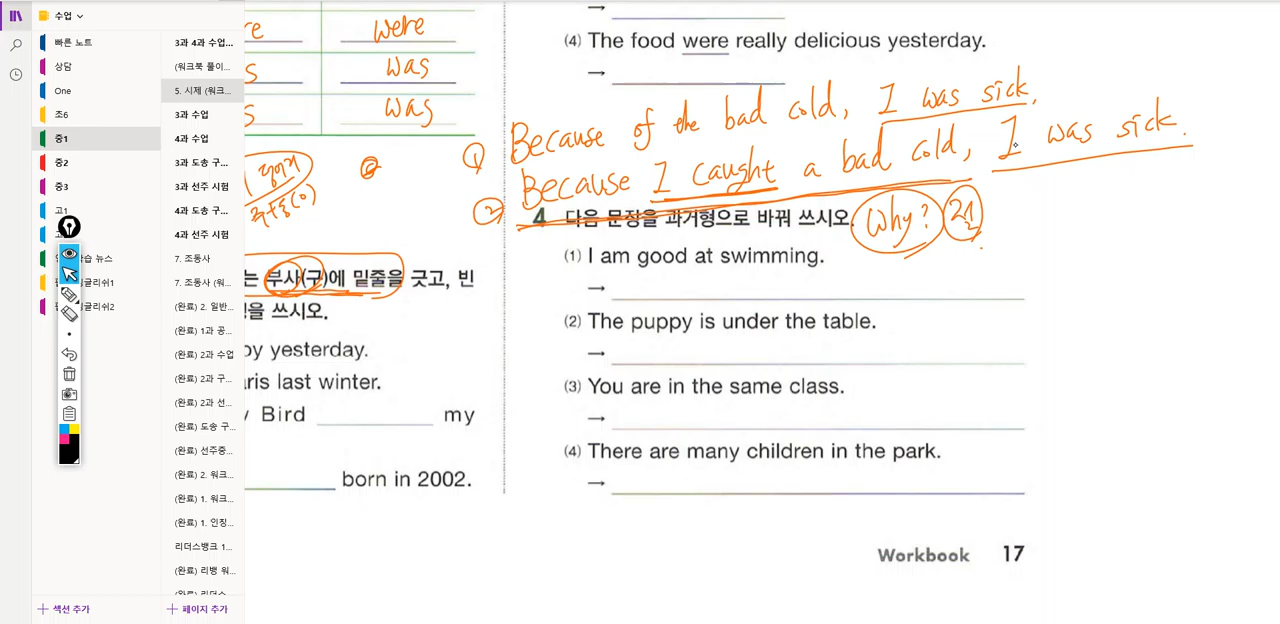 수업
빠른 노트
상담
One
초6
중1
중2
중3
고1
습 뉴스
글리쉬1
글리쉬2
섹션 추가
3과 4과 수업...
(워크북 풀이...
5. 시제 (워크...
3과 수업
4과 수업
3과 도송 구...
3과 선주 시험
4과 도송 구...
4과 선주 시험
7. 조동사
7. 조동사 (워...
(완료) 2. 일반...
(완료) 1과 공...
(완료) 2과 수업
(완료) 2과 구...
(완료) 2과 선...
(완료) 도송 구...
(완료) 선주중...
(완료) 2. 워크...
(완료) 1. 워크...
(완료) 1. 인칭...
리더스뱅크 1...
(완료) 리뱅 워...
페이지 추가
were
was
was
주+동(o)
는 부사(구)에 밑줄을 긋고, 빈
을 쓰시오.
oy yesterday.
aris last winter.
y Bird my
born in 2002.
(4) The food were really delicious yesterday.
→
① Because of the bad cold, I was sick.
② Because I caught a bad cold, I was sick.
4 다음 문장을 과거형으로 바꿔 쓰시오.
Why?
(1) I am good at swimming.
→
(2) The puppy is under the table.
→
(3) You are in the same class.
→
(4) There are many children in the park.
→
Workbook 17